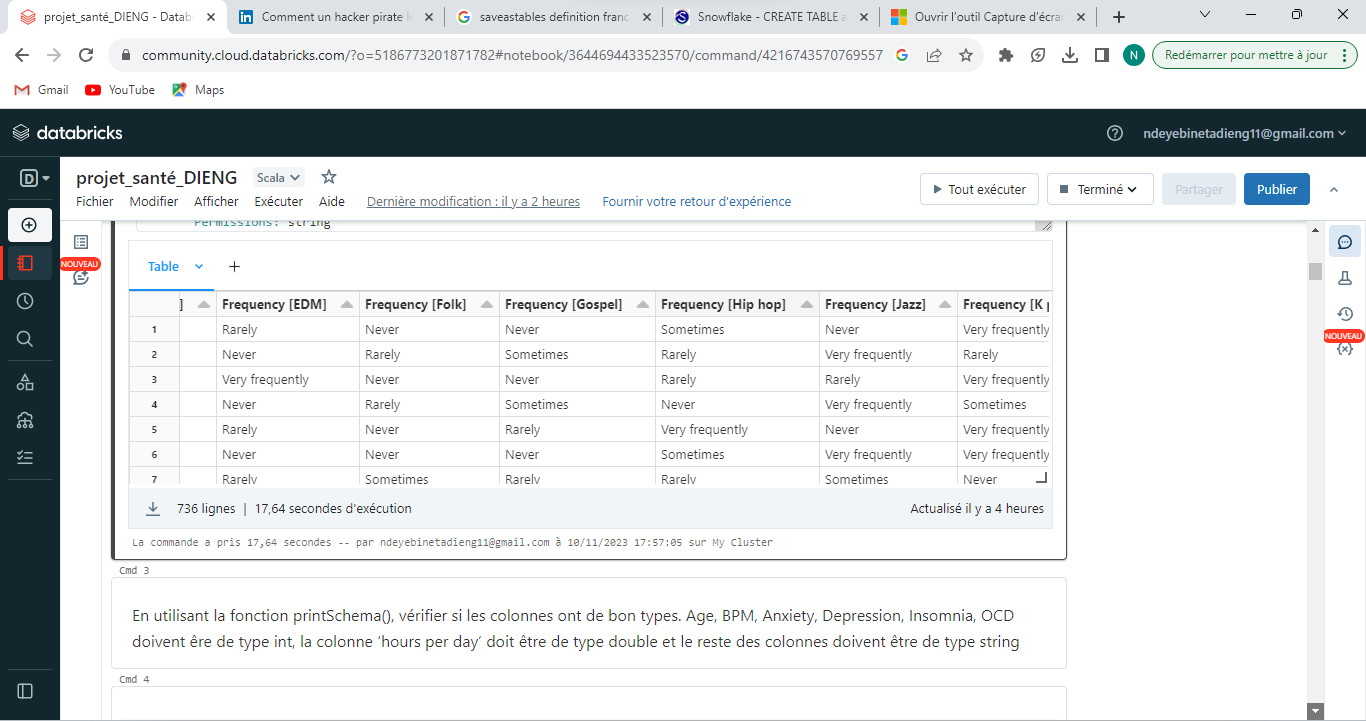 projet_santé_DIENG - Datab
Comment un hacker pirate l
saveastables definition franc
Snowflake - CREATE TABLE a
Ouvrir l'outil Capture d'écra
community.cloud.databricks.com/?o=5186773201871782#notebook/3644694433523570/command/4216743570769557
N
Redémarrer pour mettre à jour
Gmail YouTube Maps
databricks
ndeyebinetadieng11@gmail.com
D
projet_santé_DIENG Scala
Fichier Modifier Afficher Exécuter Aide Dernière modification : il y a 2 heures Fournir votre retour d'expérience
Tout exécuter Terminé Partager Publier
NOUVEAU
NOUVEAU
Permissions: string
Table +
] Frequency [EDM] Frequency [Folk] Frequency [Gospel] Frequency [Hip hop] Frequency [Jazz] Frequency [K p
1 Rarely Never Never Sometimes Never Very frequently
2 Never Rarely Sometimes Rarely Very frequently Rarely
3 Very frequently Never Never Rarely Rarely Very frequently
4 Never Rarely Sometimes Never Very frequently Sometimes
5 Rarely Never Rarely Very frequently Never Very frequently
6 Never Never Never Sometimes Very frequently Very frequently
7 Rarely Sometimes Rarely Rarely Sometimes Never
736 lignes | 17,64 secondes d'exécution Actualisé il y a 4 heures
La commande a pris 17,64 secondes -- par ndeyebinetadieng11@gmail.com à 10/11/2023 17:57:05 sur My Cluster
Cmd 3
En utilisant la fonction printSchema(), vérifier si les colonnes ont de bon types. Age, BPM, Anxiety, Depression, Insomnia, OCD
doivent êre de type int, la colonne 'hours per day' doit être de type double et le reste des colonnes doivent être de type string
Cmd 4